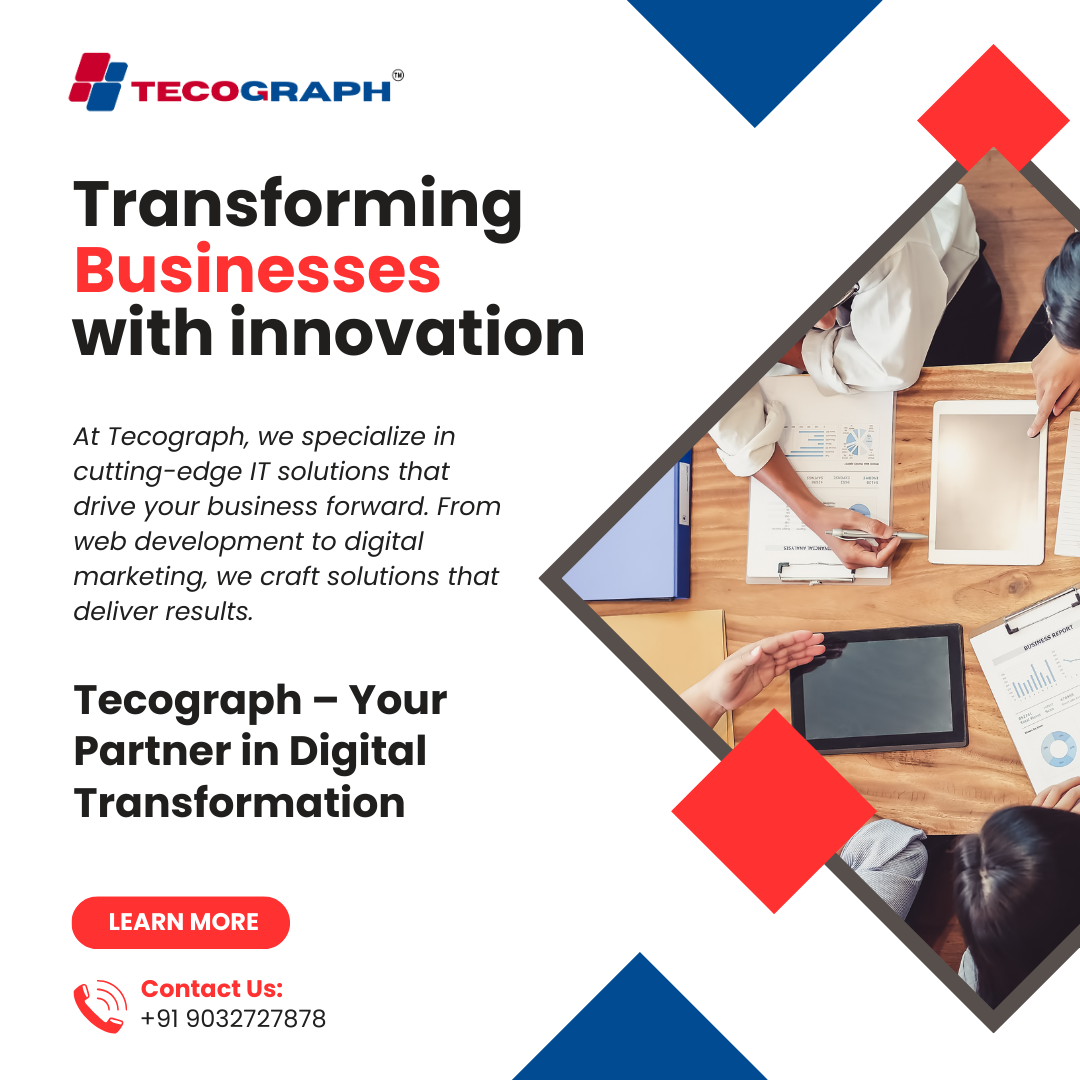 TECOGRAPH™
Transforming
Businesses
with innovation
At Tecograph, we specialize in
cutting-edge IT solutions that
drive your business forward. From
web development to digital
marketing, we craft solutions that
deliver results.
Tecograph – Your
Partner in Digital
Transformation
LEARN MORE
Contact Us:
+91 9032727878
FINANCIAL ANALYSIS
BUSINESS REPORT